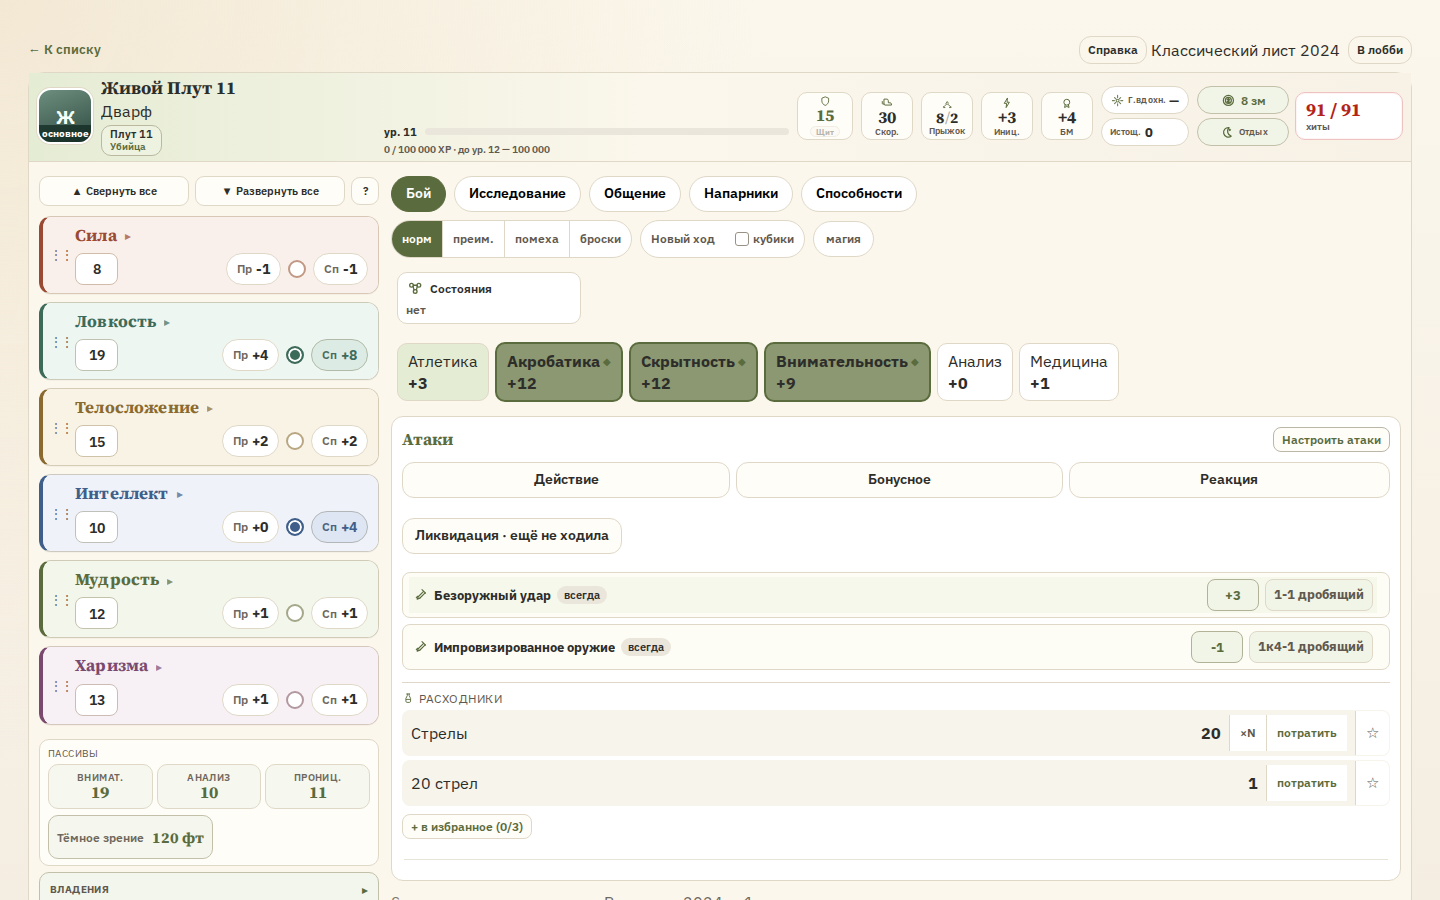 ← К списку
Справка
Классический лист 2024
В лобби
Ж
основное
Живой Плут 11
Дварф
Плут 11
Убийца
ур. 11
0 / 100 000 XP · до ур. 12 — 100 000
15
Щит
30
Скор.
8/2
Прыжок
+3
Иниц.
+4
БМ
Г.вдохн. —
Истощ. 0
8 зм
Отдых
91 / 91
хиты
▲ Свернуть все
▼ Развернуть все
?
Сила ▸
8
Пр -1
Сп -1
Ловкость ▸
19
Пр +4
Сп +8
Телосложение ▸
15
Пр +2
Сп +2
Интеллект ▸
10
Пр +0
Сп +4
Мудрость ▸
12
Пр +1
Сп +1
Харизма ▸
13
Пр +1
Сп +1
ПАССИВЫ
ВНИМАТ.
19
АНАЛИЗ
10
ПРОНИЦ.
11
Тёмное зрение 120 фт
ВЛАДЕНИЯ ▸
Бой
Исследование
Общение
Напарники
Способности
норм
преим.
помеха
броски
Новый ход
кубики
магия
Состояния
нет
Атлетика
+3
Акробатика ◆
+12
Скрытность ◆
+12
Внимательность ◆
+9
Анализ
+0
Медицина
+1
Атаки
Настроить атаки
Действие
Бонусное
Реакция
Ликвидация · ещё не ходила
Безоружный удар всегда
+3
1-1 дробящий
Импровизированное оружие всегда
-1
1к4-1 дробящий
РАСХОДНИКИ
Стрелы
20
×N
потратить
☆
20 стрел
1
потратить
☆
+ в избранное (0/3)